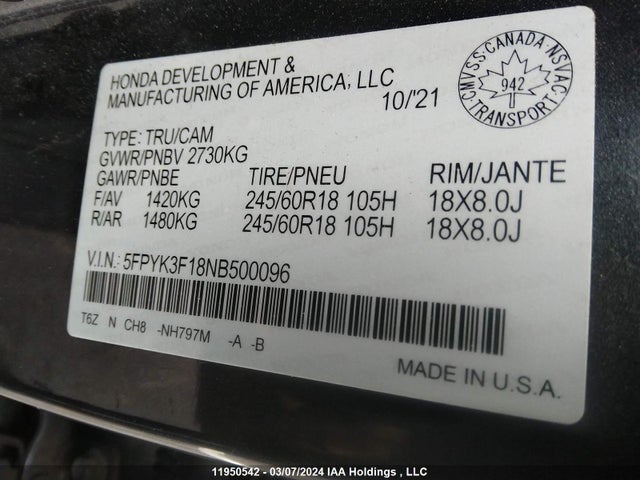 HONDA DEVELOPMENT &
MANUFACTURING OF AMERICA, LLC
10/'21
CMVSS·CANADA·NSVAC
942
·TRANSPORT·
TYPE: TRU/CAM
GVWR/PNBV 2730KG
GAWR/PNBE TIRE/PNEU RIM/JANTE
F/AV 1420KG 245/60R18 105H 18X8.0J
R/AR 1480KG 245/60R18 105H 18X8.0J
V.I.N.: 5FPYK3F18NB500096
T6Z N CH8 -NH797M -A -B
MADE IN U.S.A.
11950542 - 03/07/2024 IAA Holdings , LLC